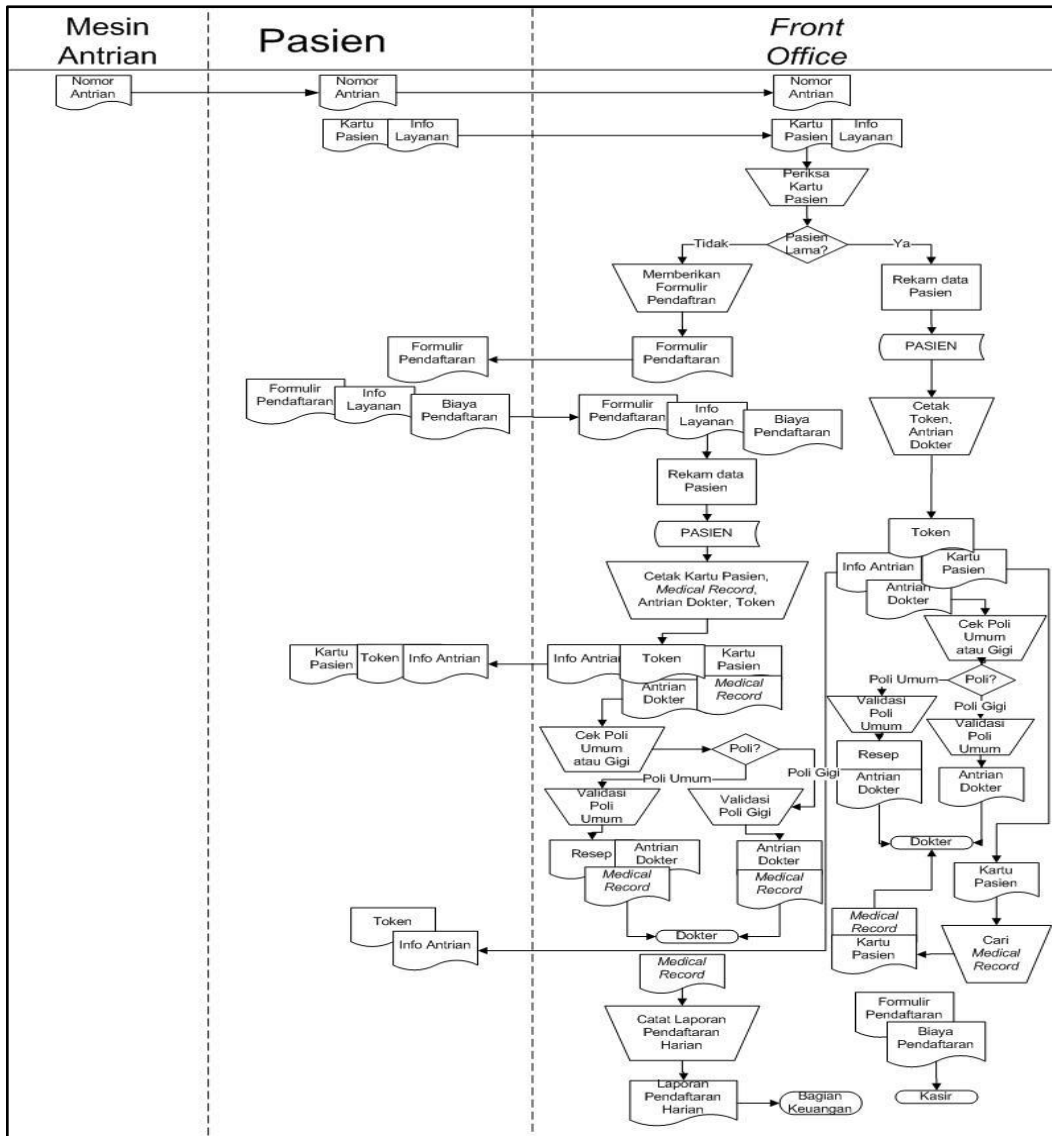 Mesin
Antrian
Pasien
Front
Office
Nomor
Antrian
Nomor
Antrian
Nomor
Antrian
Kartu
Pasien
Info
Layanan
Kartu
Pasien
Info
Layanan
Periksa
Kartu
Pasien
Pasien
Lama?
Tidak
Ya
Memberikan
Formulir
Pendaftran
Rekam data
Pasien
Formulir
Pendaftaran
Formulir
Pendaftaran
PASIEN
Formulir
Pendaftaran
Info
Layanan
Biaya
Pendaftaran
Formulir
Pendaftaran
Info
Layanan
Biaya
Pendaftaran
Cetak
Token,
Antrian
Dokter
Rekam data
Pasien
PASIEN
Token
Info Antrian
Kartu
Pasien
Antrian
Dokter
Cetak Kartu Pasien,
Medical Record,
Antrian Dokter, Token
Cek Poli
Umum
atau Gigi
Kartu
Pasien
Token
Info Antrian
Info Antrian
Token
Kartu
Pasien
Antrian
Dokter
Medical
Record
Poli Umum
Poli?
Poli Gigi
Validasi
Poli
Umum
Validasi
Poli
Umum
Cek Poli
Umum
atau Gigi
Poli?
Poli Umum
Poli Gigi
Resep
Antrian
Dokter
Antrian
Dokter
Validasi
Poli
Umum
Validasi
Poli Gigi
Dokter
Resep
Antrian
Dokter
Medical
Record
Antrian
Dokter
Medical
Record
Kartu
Pasien
Token
Info Antrian
Dokter
Medical
Record
Kartu
Pasien
Cari
Medical
Record
Medical
Record
Catat Laporan
Pendaftaran
Harian
Formulir
Pendaftaran
Biaya
Pendaftaran
Laporan
Pendaftaran
Harian
Bagian
Keuangan
Kasir